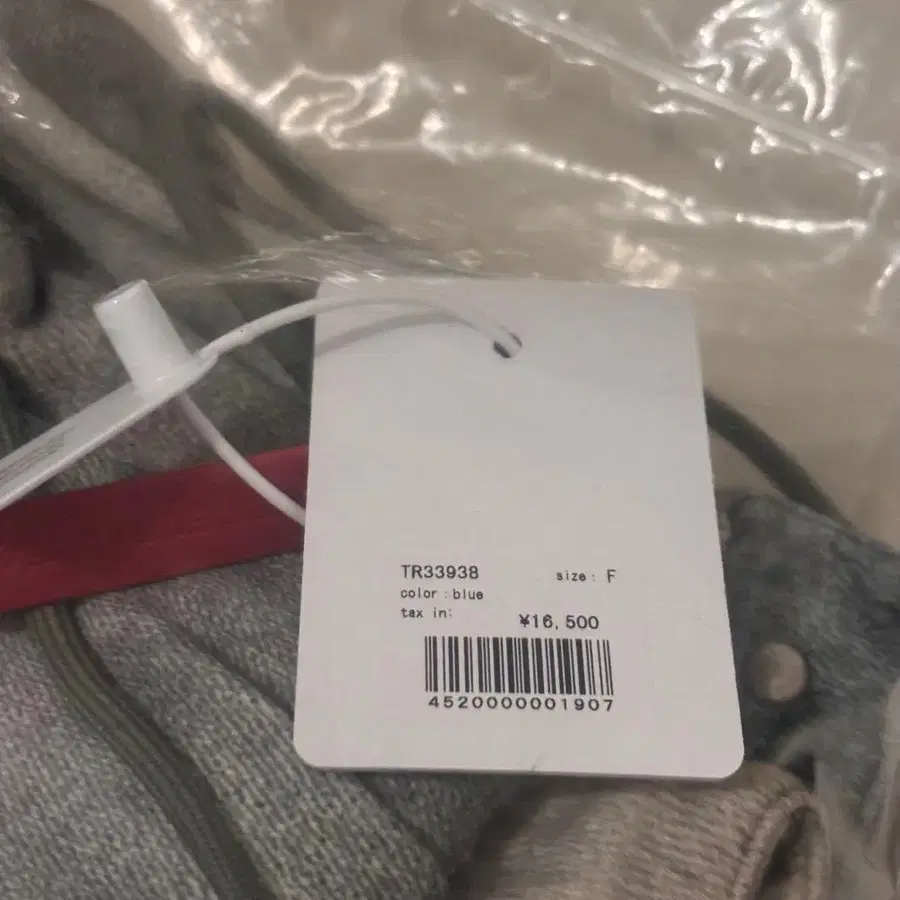 TR33938 size: F
color : blue
tax in: ¥16,500
4520000001907